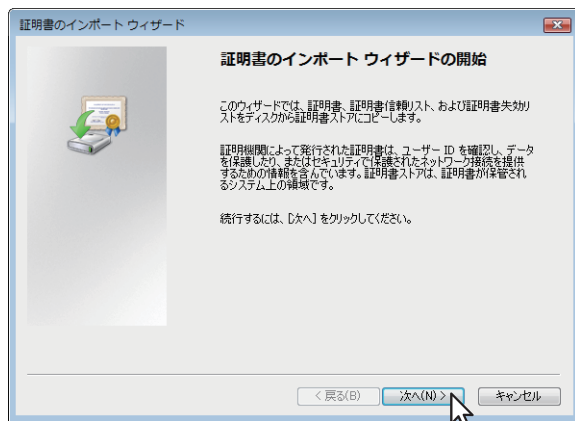 証明書のインポート ウィザード
証明書のインポート ウィザードの開始
このウィザードでは、証明書、証明書信頼リスト、および証明書失効リ
ストをディスクから証明書ストアにコピーします。
証明機関によって発行された証明書は、ユーザー ID を確認し、データ
を保護したり、またはセキュリティで保護されたネットワーク接続を提供
するための情報を含んでいます。証明書ストアは、証明書が保管され
るシステム上の領域です。
続行するには、[次へ] をクリックしてください。
< 戻る(B) 次へ(N) > キャンセル